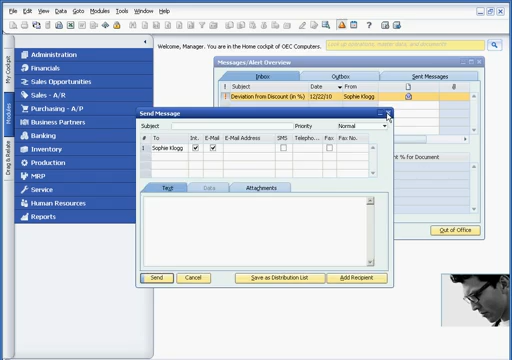 File Edit View Data Goto Modules Tools Window Help
Welcome, Manager. You are in the Home cockpit of OEC Computers.
My Cockpit
Modules
Drag & Relate
Administration
Financials
Sales Opportunities
Sales - A/R
Purchasing - A/P
Business Partners
Banking
Inventory
Production
MRP
Service
Human Resources
Reports
Messages/Alert Overview
Inbox Outbox Sent Messages
! Subject Date From
! Deviation from Discount (in %) 12/22/10 Sophie Klogg
% for Document
Out of Office
Send Message
Subject Priority Normal
# To Int. E-Mail E-Mail Address SMS Telepho... Fax Fax No.
1 Sophie Klogg
Text Data Attachments
Send Cancel Save as Distribution List Add Recipient